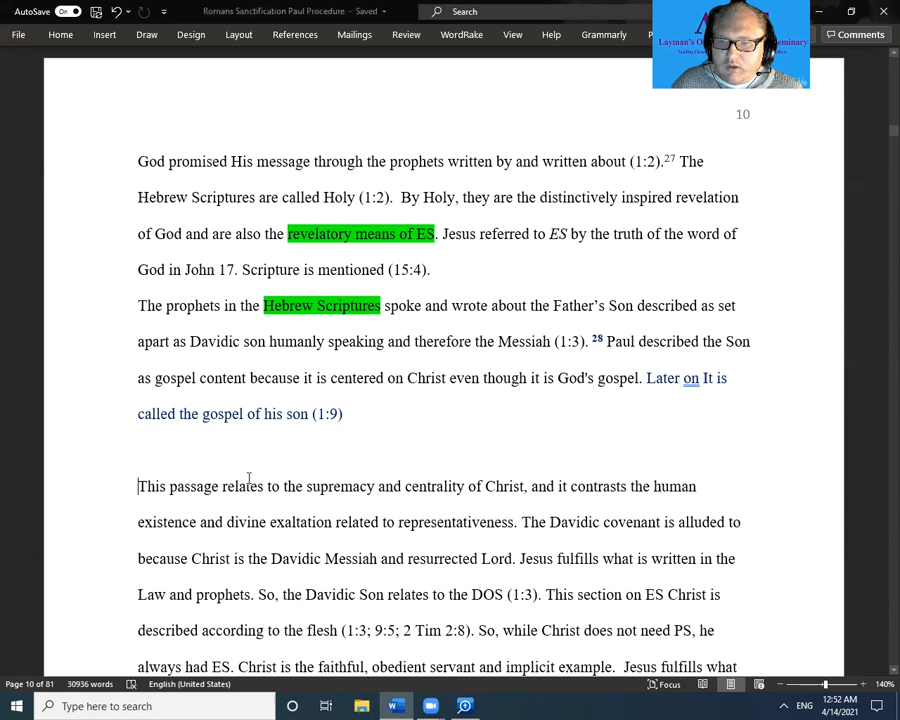 AutoSave On Romans Sanctification Paul Procedure - Saved Search
File Home Insert Draw Design Layout References Mailings Review WordRake View Help Grammarly Comments
Layman's
10
God promised His message through the prophets written by and written about (1:2).27 The
Hebrew Scriptures are called Holy (1:2). By Holy, they are the distinctively inspired revelation
of God and are also the revelatory means of ES. Jesus referred to ES by the truth of the word of
God in John 17. Scripture is mentioned (15:4).
The prophets in the Hebrew Scriptures spoke and wrote about the Father's Son described as set
apart as Davidic son humanly speaking and therefore the Messiah (1:3). 28 Paul described the Son
as gospel content because it is centered on Christ even though it is God's gospel. Later on It is
called the gospel of his son (1:9)
This passage relates to the supremacy and centrality of Christ, and it contrasts the human
existence and divine exaltation related to representativeness. The Davidic covenant is alluded to
because Christ is the Davidic Messiah and resurrected Lord. Jesus fulfills what is written in the
Law and prophets. So, the Davidic Son relates to the DOS (1:3). This section on ES Christ is
described according to the flesh (1:3; 9:5; 2 Tim 2:8). So, while Christ does not need PS, he
always had ES. Christ is the faithful, obedient servant and implicit example. Jesus fulfills what
Page 10 of 81 30936 words English (United States) Focus 140%
Type here to search ENG 12:52 AM
4/14/2021